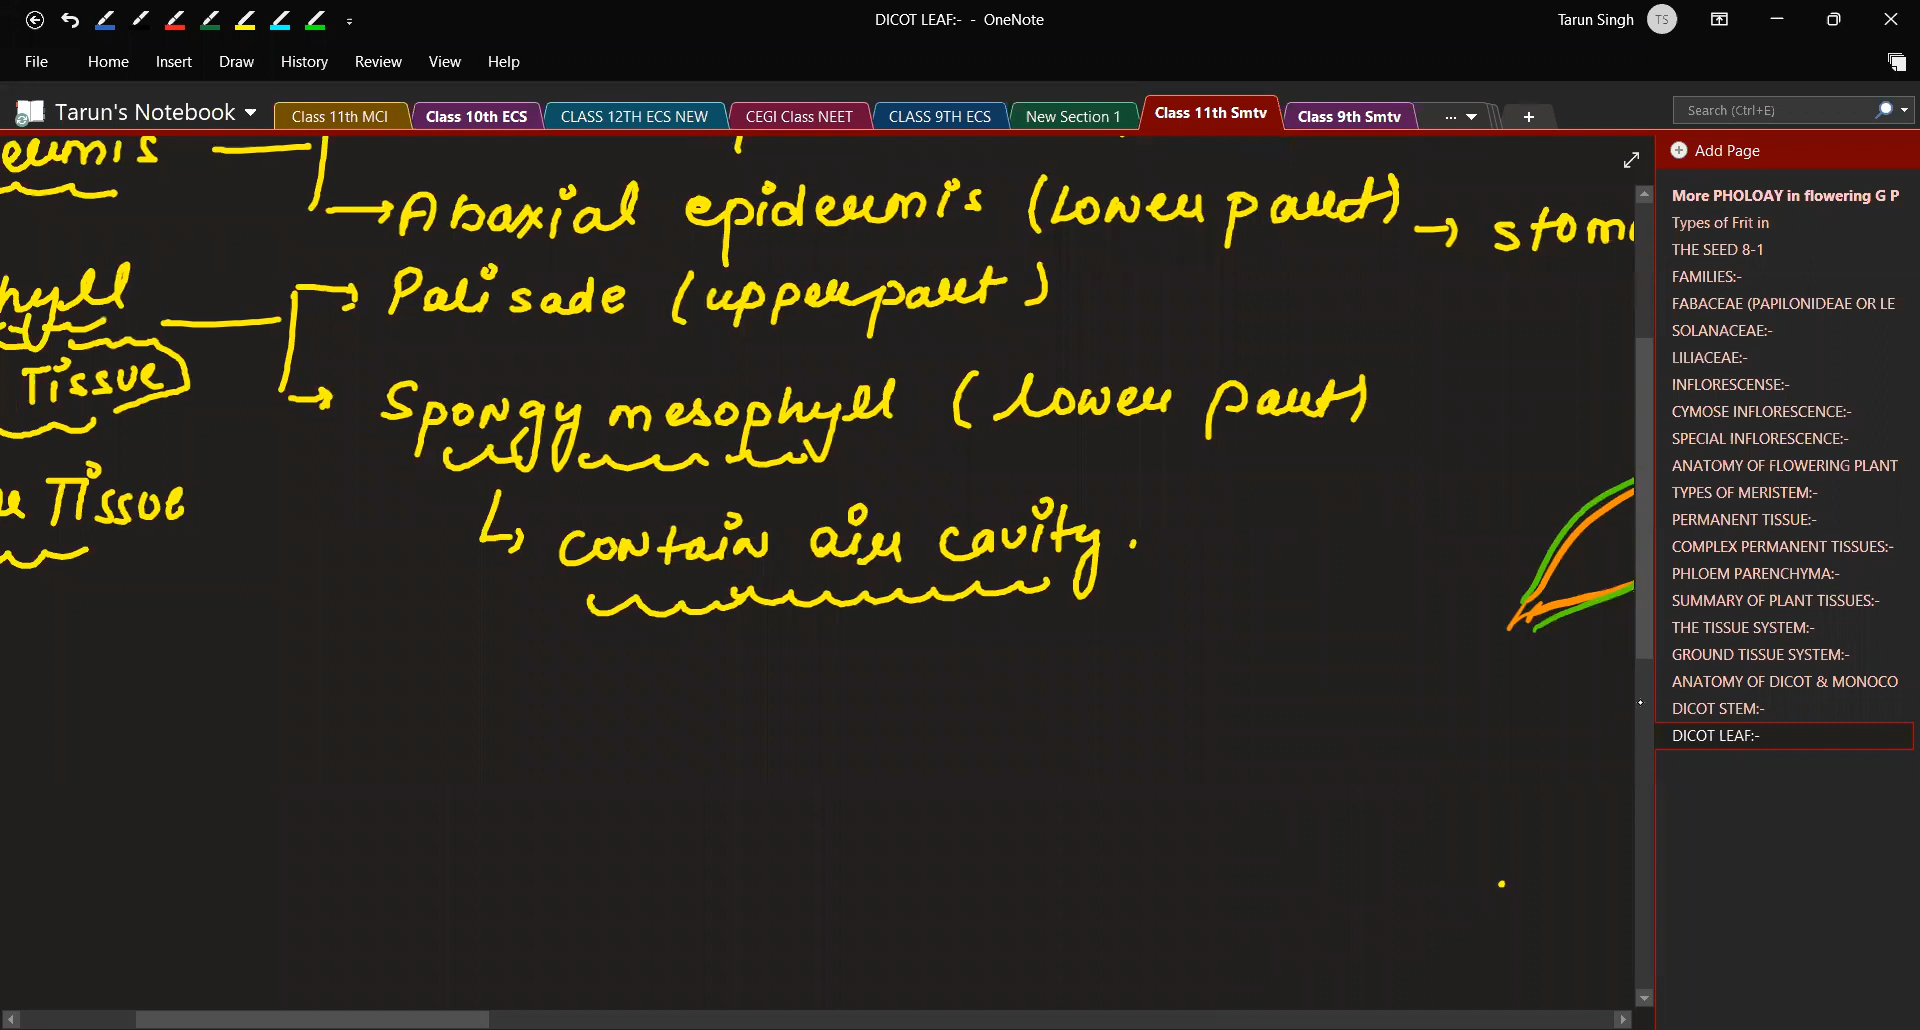 DICOT LEAF:- - OneNote
Tarun Singh
TS
File Home Insert Draw History Review View Help
Tarun's Notebook
Class 11th MCI
Class 10th ECS
CLASS 12TH ECS NEW
CEGI Class NEET
CLASS 9TH ECS
New Section 1
Class 11th Smtv
Class 9th Smtv
...
Search (Ctrl+E)
Abaxial epidermis (Lower part) → stom
Palisade (upper part)
Tissue
Spongy mesophyll (lower part)
Tissue
contain air cavity.
Add Page
More PHOLOAY in flowering G P
Types of Frit in
THE SEED 8-1
FAMILIES:-
FABACEAE (PAPILONIDEAE OR LE
SOLANACEAE:-
LILIACEAE:-
INFLORESCENSE:-
CYMOSE INFLORESCENCE:-
SPECIAL INFLORESCENCE:-
ANATOMY OF FLOWERING PLANT
TYPES OF MERISTEM:-
PERMANENT TISSUE:-
COMPLEX PERMANENT TISSUES:-
PHLOEM PARENCHYMA:-
SUMMARY OF PLANT TISSUES:-
THE TISSUE SYSTEM:-
GROUND TISSUE SYSTEM:-
ANATOMY OF DICOT & MONOCO
DICOT STEM:-
DICOT LEAF:-